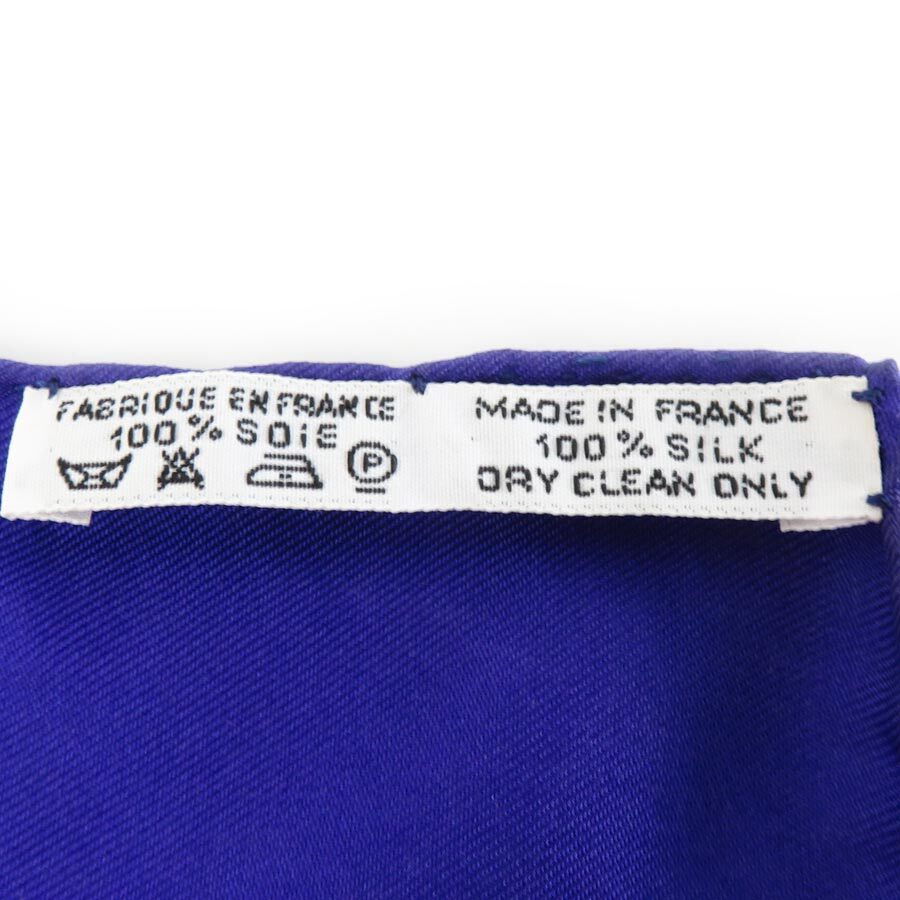 FABRIQUE EN FRANCE
100% SOIE
P
MADE IN FRANCE
100% SILK
DRY CLEAN ONLY